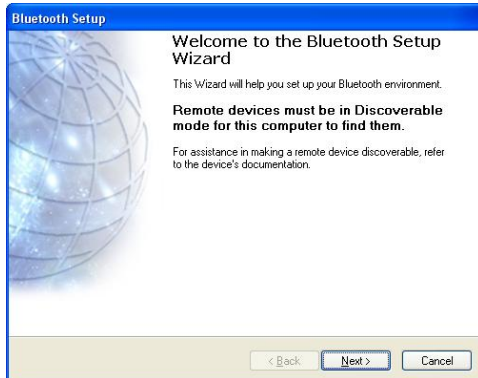 Bluetooth Setup
Welcome to the Bluetooth Setup
Wizard
This Wizard will help you set up your Bluetooth environment.
Remote devices must be in Discoverable
mode for this computer to find them.
For assistance in making a remote device discoverable, refer
to the device's documentation.
< Back
Next >
Cancel